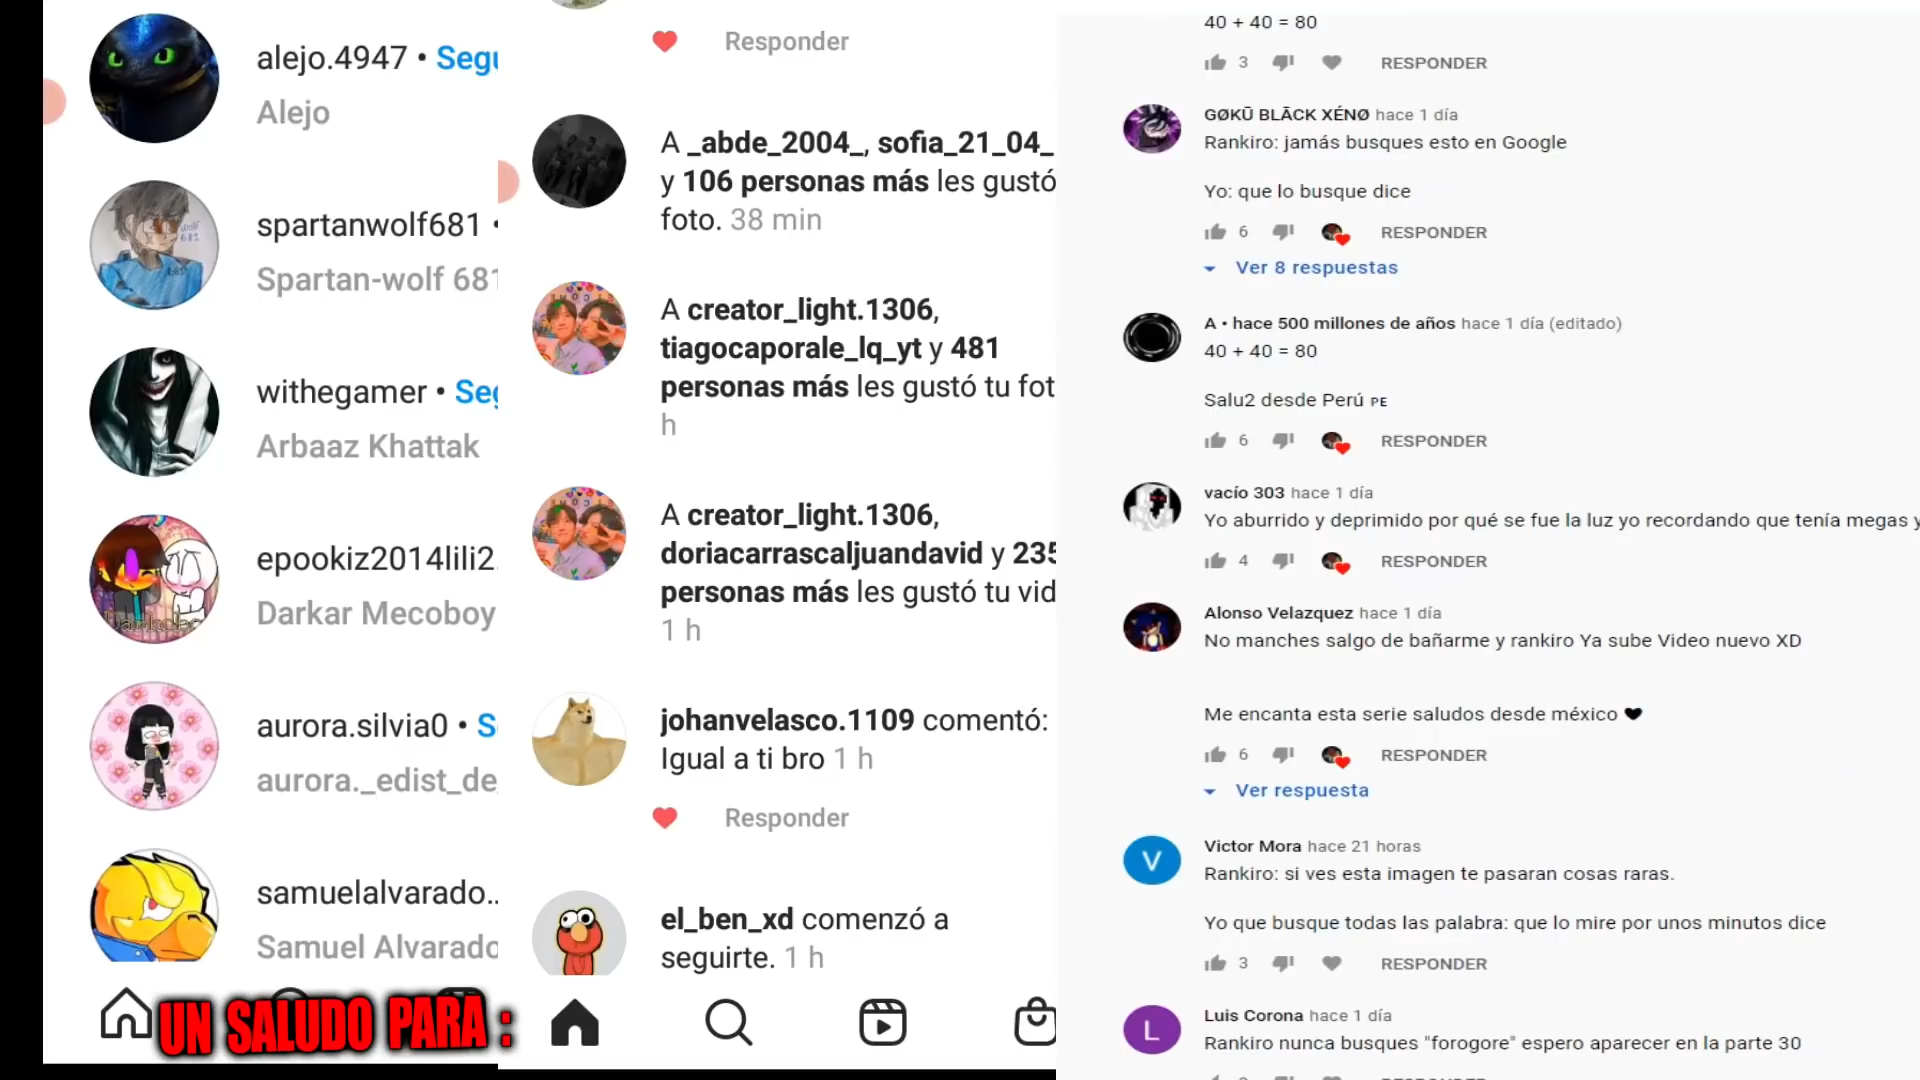 alejo.4947 • Segu
Alejo
spartanwolf681 •
Spartan-wolf 681
withegamer • Seg
Arbaaz Khattak
epookiz2014lili2.
Darkar Mecoboy
aurora.silvia0 • S
aurora._edist_de_
samuelalvarado..
Samuel Alvarado
UN SALUDO PARA :
Responder
A _abde_2004_, sofia_21_04_
y 106 personas más les gustó
foto. 38 min
A creator_light.1306,
tiagocaporale_lq_yt y 481
personas más les gustó tu fot
h
A creator_light.1306,
doriacarrascaljuandavid y 235
personas más les gustó tu vid
1 h
johanvelasco.1109 comentó:
Igual a ti bro 1 h
Responder
el_ben_xd comenzó a
seguirte. 1 h
40 + 40 = 80
3 RESPONDER
GØKŪ BLĀCK XÉNØ hace 1 día
Rankiro: jamás busques esto en Google
Yo: que lo busque dice
6 RESPONDER
Ver 8 respuestas
A • hace 500 millones de años hace 1 día (editado)
40 + 40 = 80
Salu2 desde Perú PE
6 RESPONDER
vacío 303 hace 1 día
Yo aburrido y deprimido por qué se fue la luz yo recordando que tenía megas y
4 RESPONDER
Alonso Velazquez hace 1 día
No manches salgo de bañarme y rankiro Ya sube Video nuevo XD
Me encanta esta serie saludos desde méxico 🖤
6 RESPONDER
Ver respuesta
V
Victor Mora hace 21 horas
Rankiro: si ves esta imagen te pasaran cosas raras.
Yo que busque todas las palabra: que lo mire por unos minutos dice
3 RESPONDER
L
Luis Corona hace 1 día
Rankiro nunca busques "forogore" espero aparecer en la parte 30